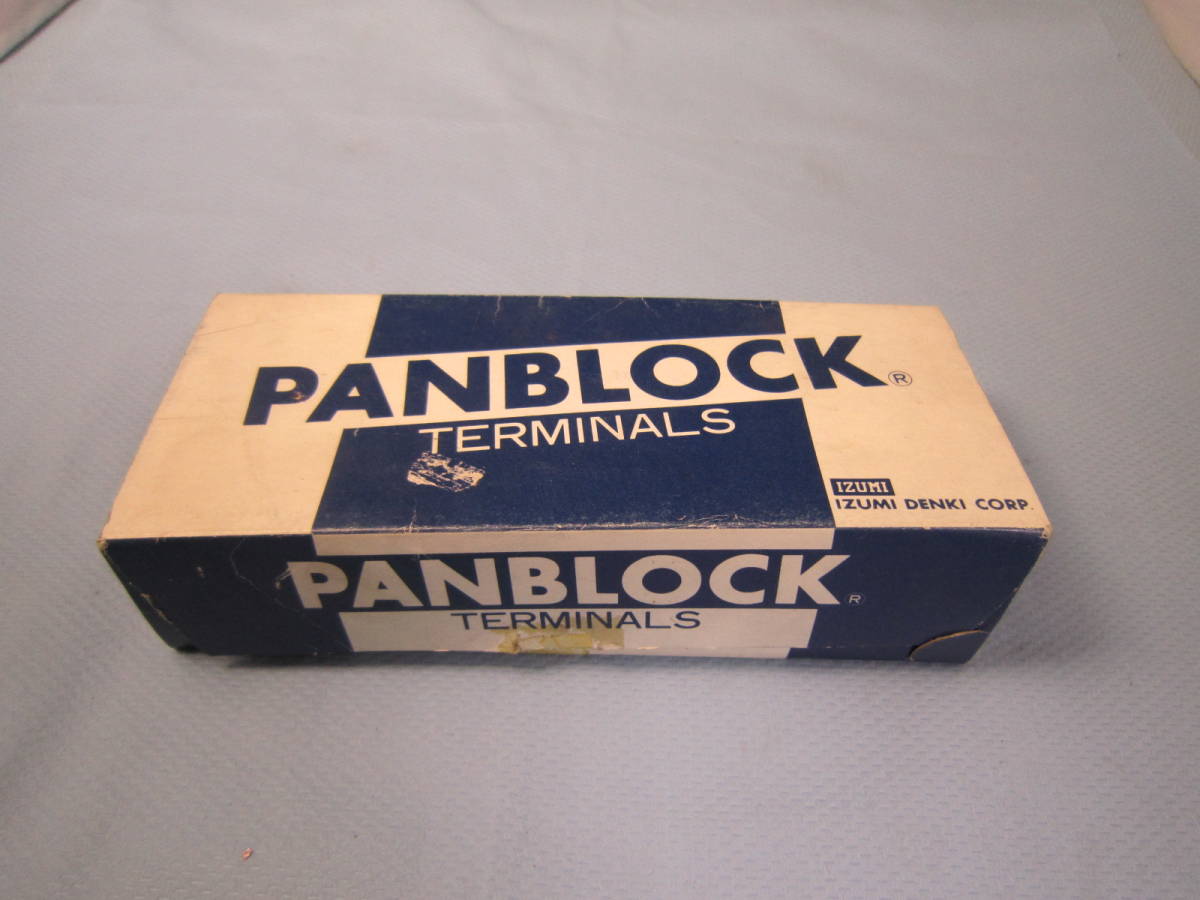 PANBLOCK®
TERMINALS
IZUMI
IZUMI DENKI CORP.
PANBLOCK®
TERMINALS